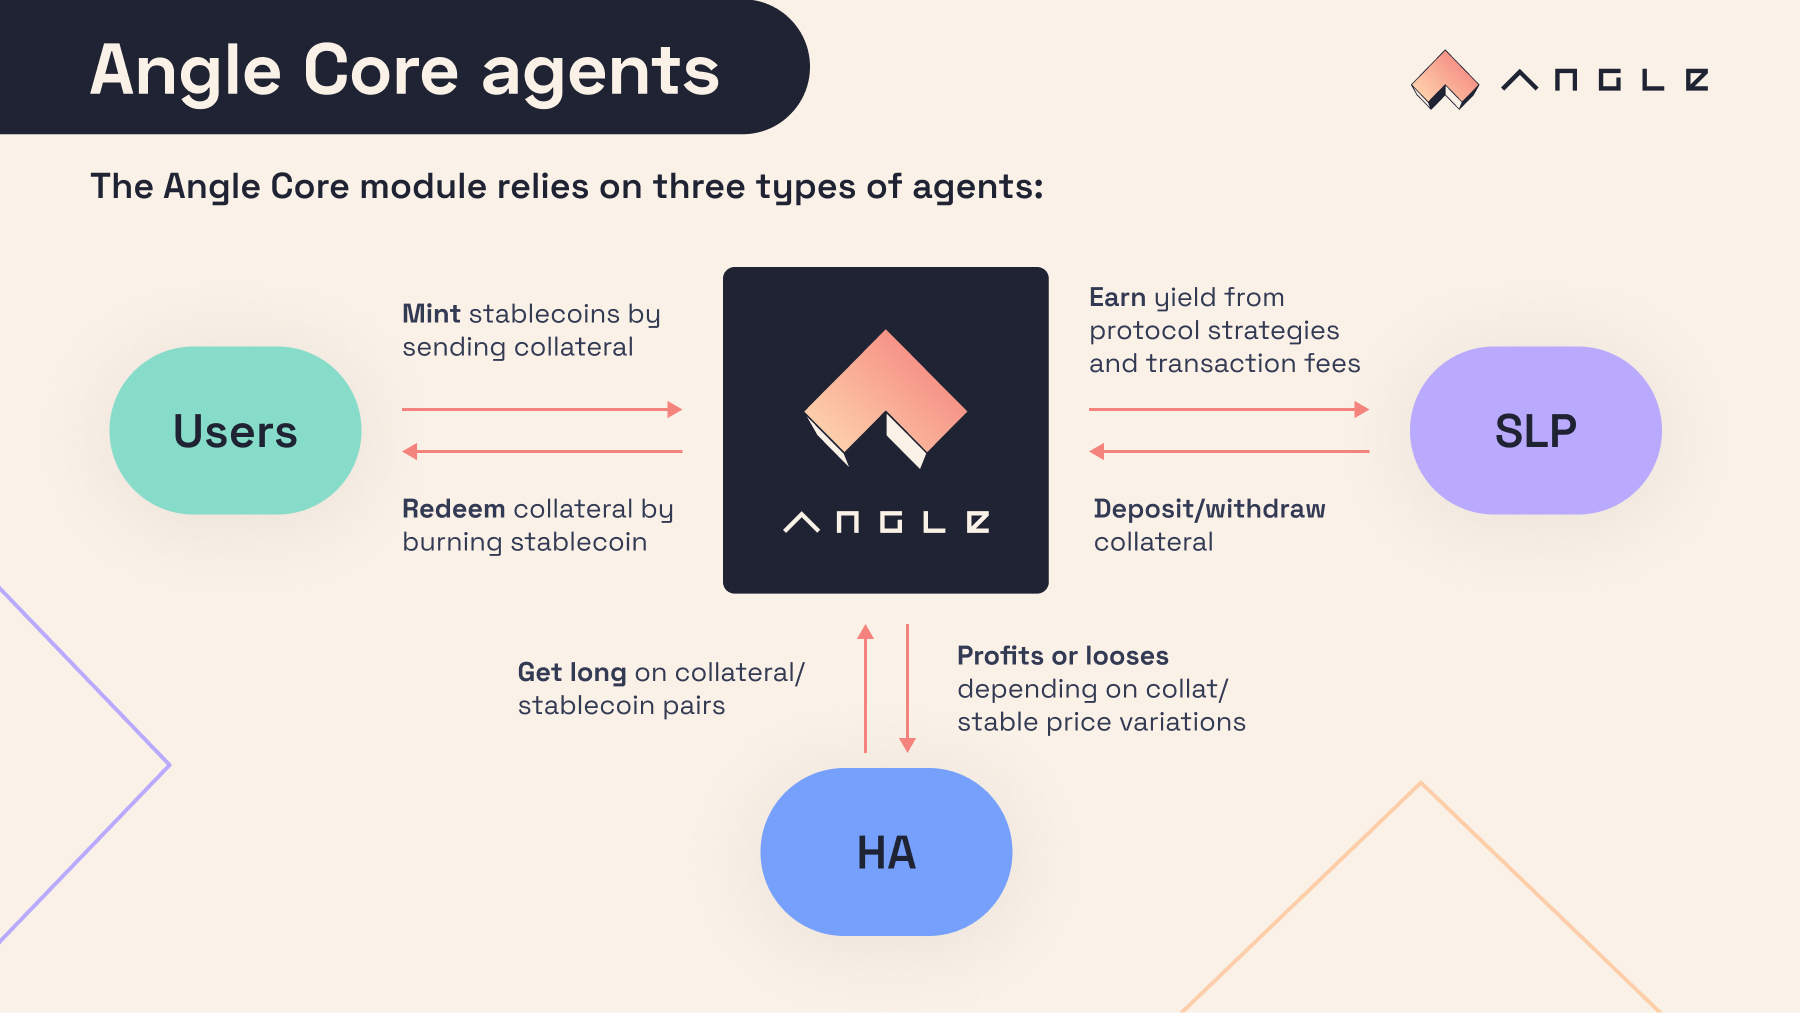 Angle Core agents
ANGLE
The Angle Core module relies on three types of agents:
Mint stablecoins by
sending collateral
Users
Redeem collateral by
burning stablecoin
ANGLE
Earn yield from
protocol strategies
and transaction fees
SLP
Deposit/withdraw
collateral
Get long on collateral/
stablecoin pairs
Profits or looses
depending on collat/
stable price variations
HA